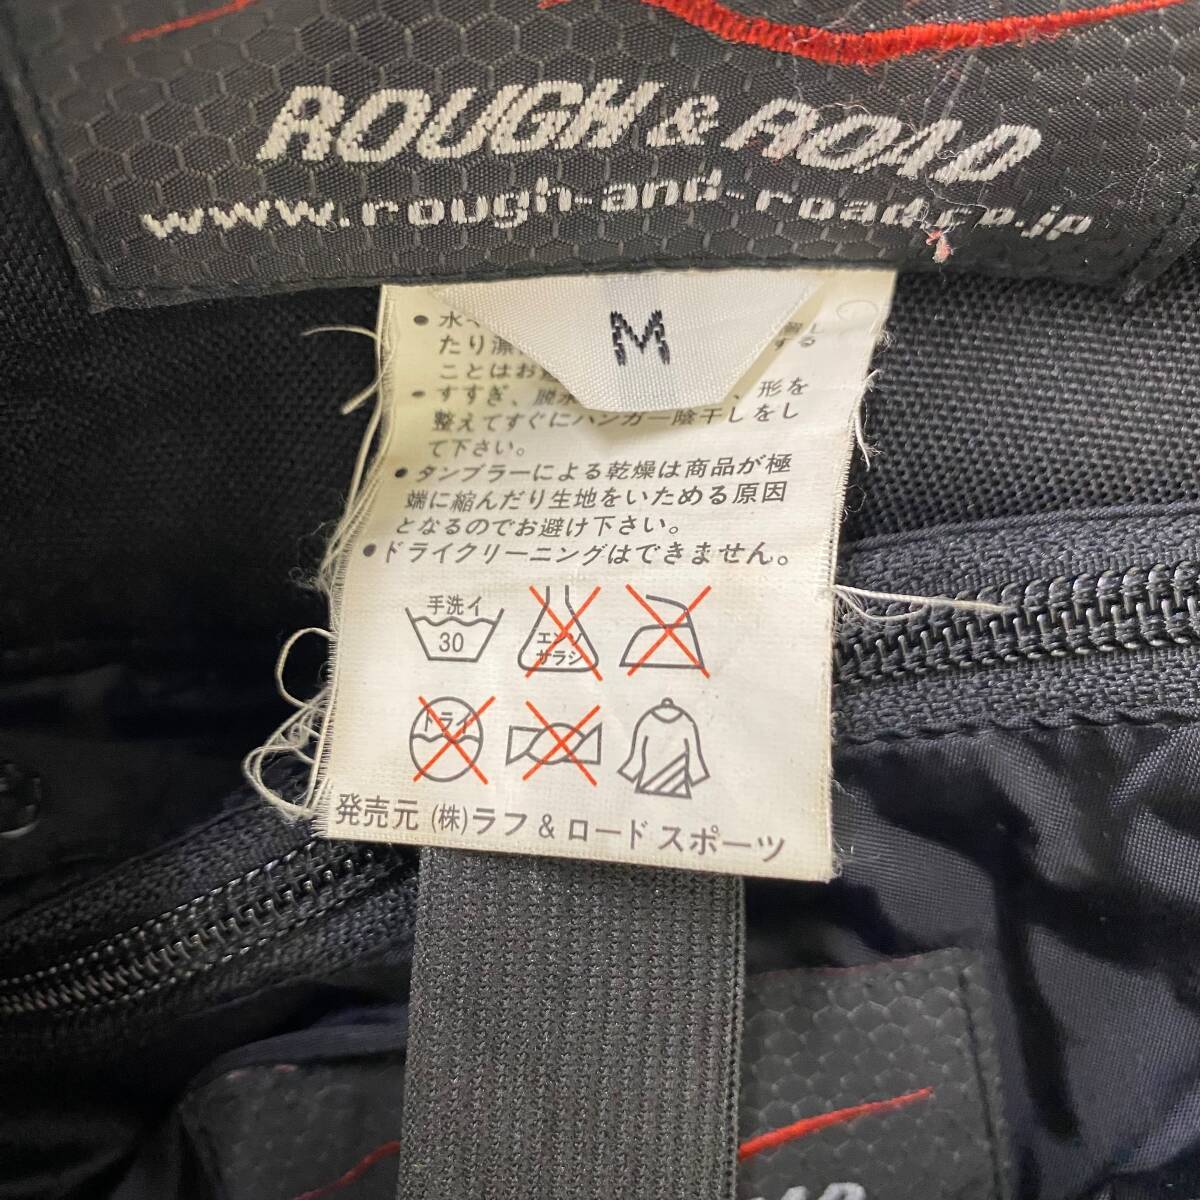 ROUGH & ROAD
www.rough-and-road.co.jp
M
● 水
たり する
ことはお
● すすぎ、脱水 、形を
整えてすぐにハンガー陰干しをし
て下さい。
● タンブラーによる乾燥は商品が極
端に縮んだり生地をいためる原因
となるのでお避け下さい。
● ドライクリーニングはできません。
手洗イ
30
エンソ
サラシ
ドライ
発売元 (株)ラフ&ロード スポーツ